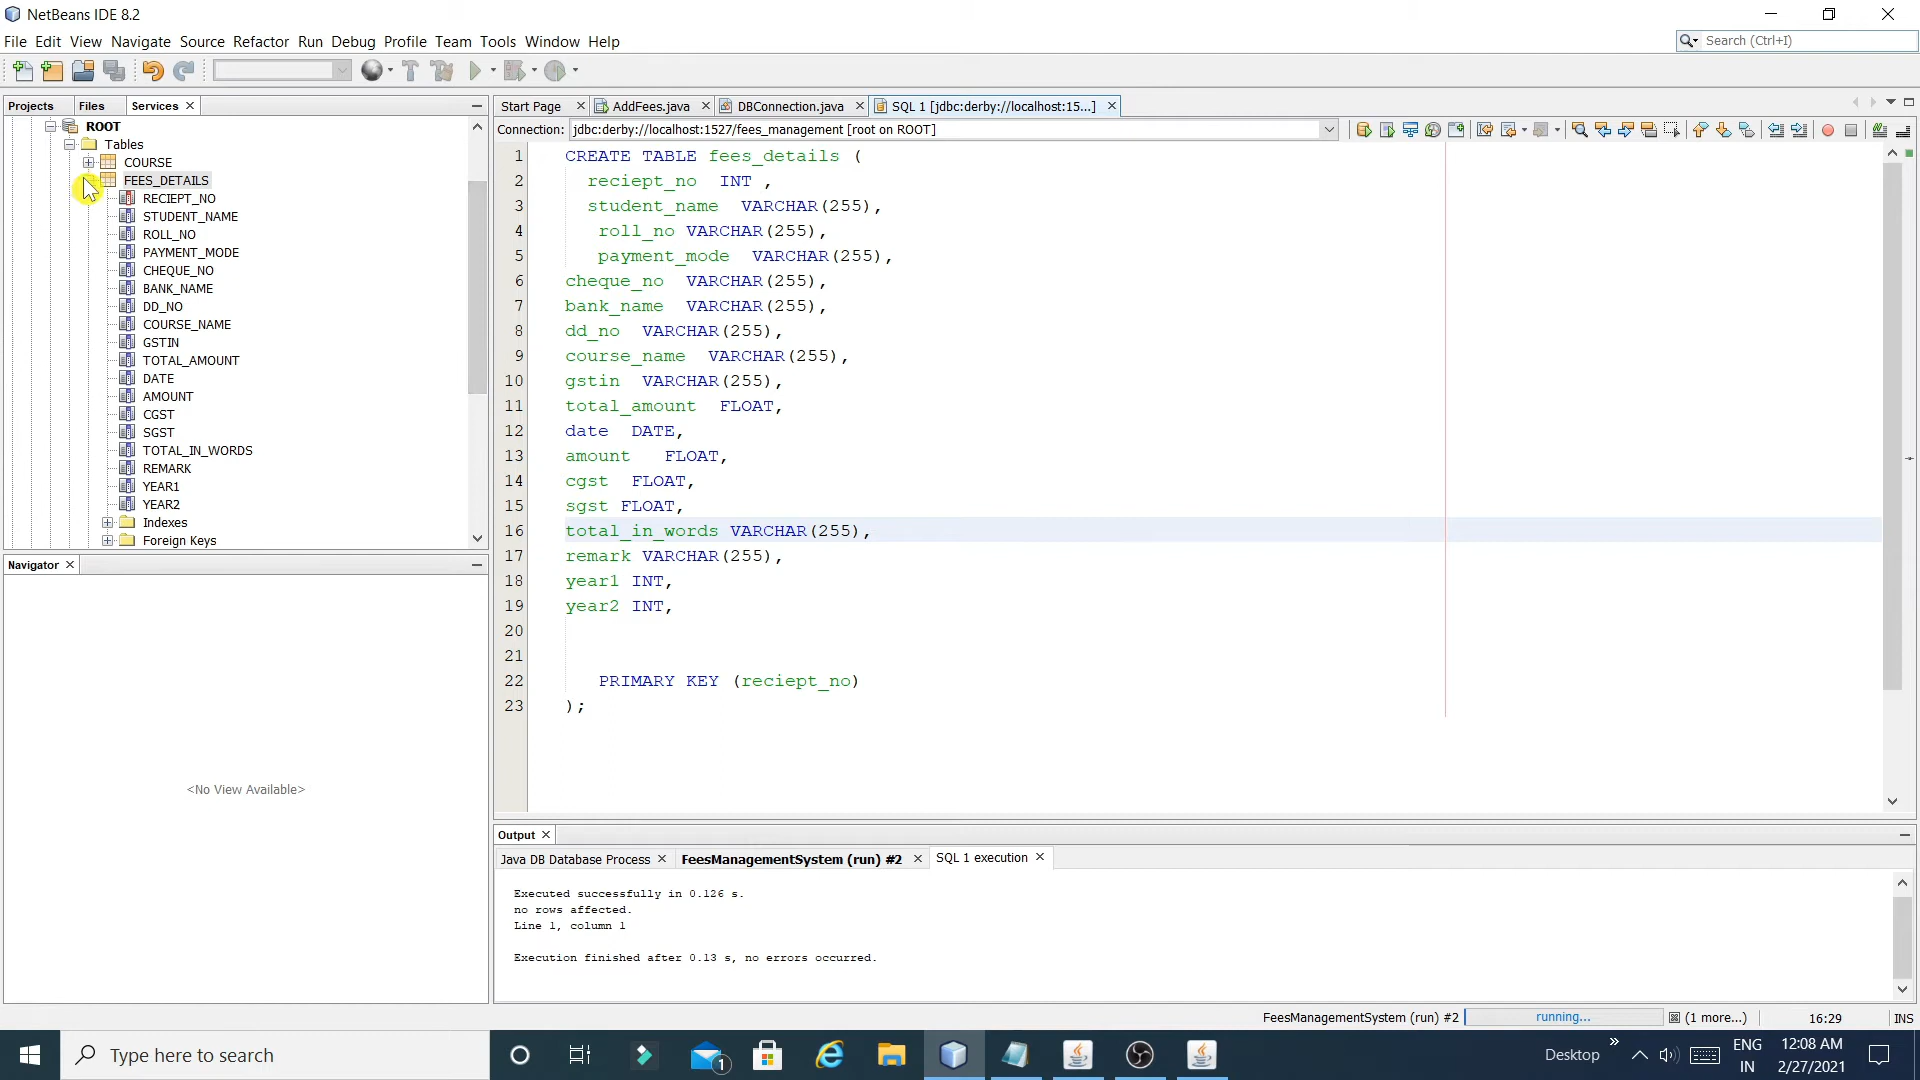 NetBeans IDE 8.2
File Edit View Navigate Source Refactor Run Debug Profile Team Tools Window Help
Search (Ctrl+I)
Projects Files Services
ROOT
Tables
COURSE
FEES_DETAILS
RECIEPT_NO
STUDENT_NAME
ROLL_NO
PAYMENT_MODE
CHEQUE_NO
BANK_NAME
DD_NO
COURSE_NAME
GSTIN
TOTAL_AMOUNT
DATE
AMOUNT
CGST
SGST
TOTAL_IN_WORDS
REMARK
YEAR1
YEAR2
Indexes
Foreign Keys
Navigator
<No View Available>
Start Page AddFees.java DBConnection.java SQL 1 [jdbc:derby://localhost:15...]
Connection: jdbc:derby://localhost:1527/fees_management [root on ROOT]
1 CREATE TABLE fees_details (
2 reciept_no INT ,
3 student_name VARCHAR(255),
4 roll_no VARCHAR(255),
5 payment_mode VARCHAR(255),
6 cheque_no VARCHAR(255),
7 bank_name VARCHAR(255),
8 dd_no VARCHAR(255),
9 course_name VARCHAR(255),
10 gstin VARCHAR(255),
11 total_amount FLOAT,
12 date DATE,
13 amount FLOAT,
14 cgst FLOAT,
15 sgst FLOAT,
16 total_in_words VARCHAR(255),
17 remark VARCHAR(255),
18 year1 INT,
19 year2 INT,
20
21
22 PRIMARY KEY (reciept_no)
23 );
Output
Java DB Database Process FeesManagementSystem (run) #2 SQL 1 execution
Executed successfully in 0.126 s.
no rows affected.
Line 1, column 1
Execution finished after 0.13 s, no errors occurred.
FeesManagementSystem (run) #2 running... (1 more...) 16:29 INS
Type here to search
1
Desktop
ENG
IN
12:08 AM
2/27/2021